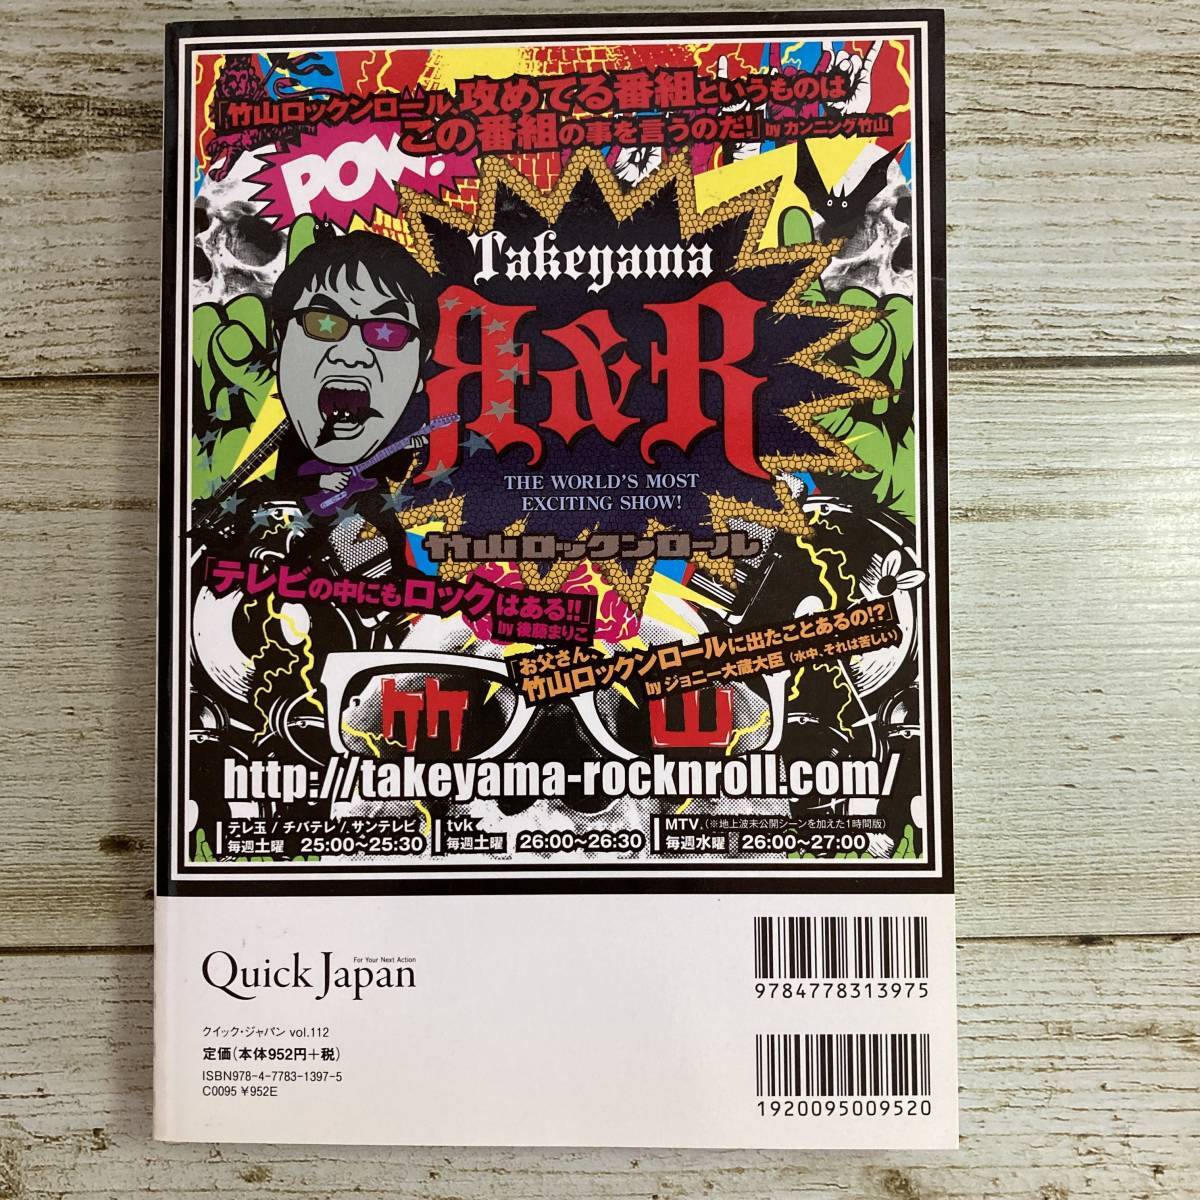 「竹山ロックンロール、攻めてる番組というものは
この番組の事を言うのだ!」by カンニング竹山
POW!
Takeyama
R&R
THE WORLD'S MOST
EXCITING SHOW!
竹山ロックンロール
「テレビの中にもロックはある!!」
by 後藤まりこ
「お父さん、
竹山ロックンロールに出たことあるの!?」
by ジョニー大蔵大臣(水中、それは苦しい)
竹 山
http://takeyama-rocknroll.com/
テレ玉 / チバテレ / サンテレビ
毎週土曜 25:00~25:30
tvk
毎週土曜 26:00~26:30
MTV (※地上波未公開シーンを加えた1時間版)
毎週水曜 26:00~27:00
For Your Next Action
Quick Japan
クイック・ジャパン vol.112
定価(本体952円+税)
ISBN978-4-7783-1397-5
C0095 ¥952E
9784778313975
1920095009520